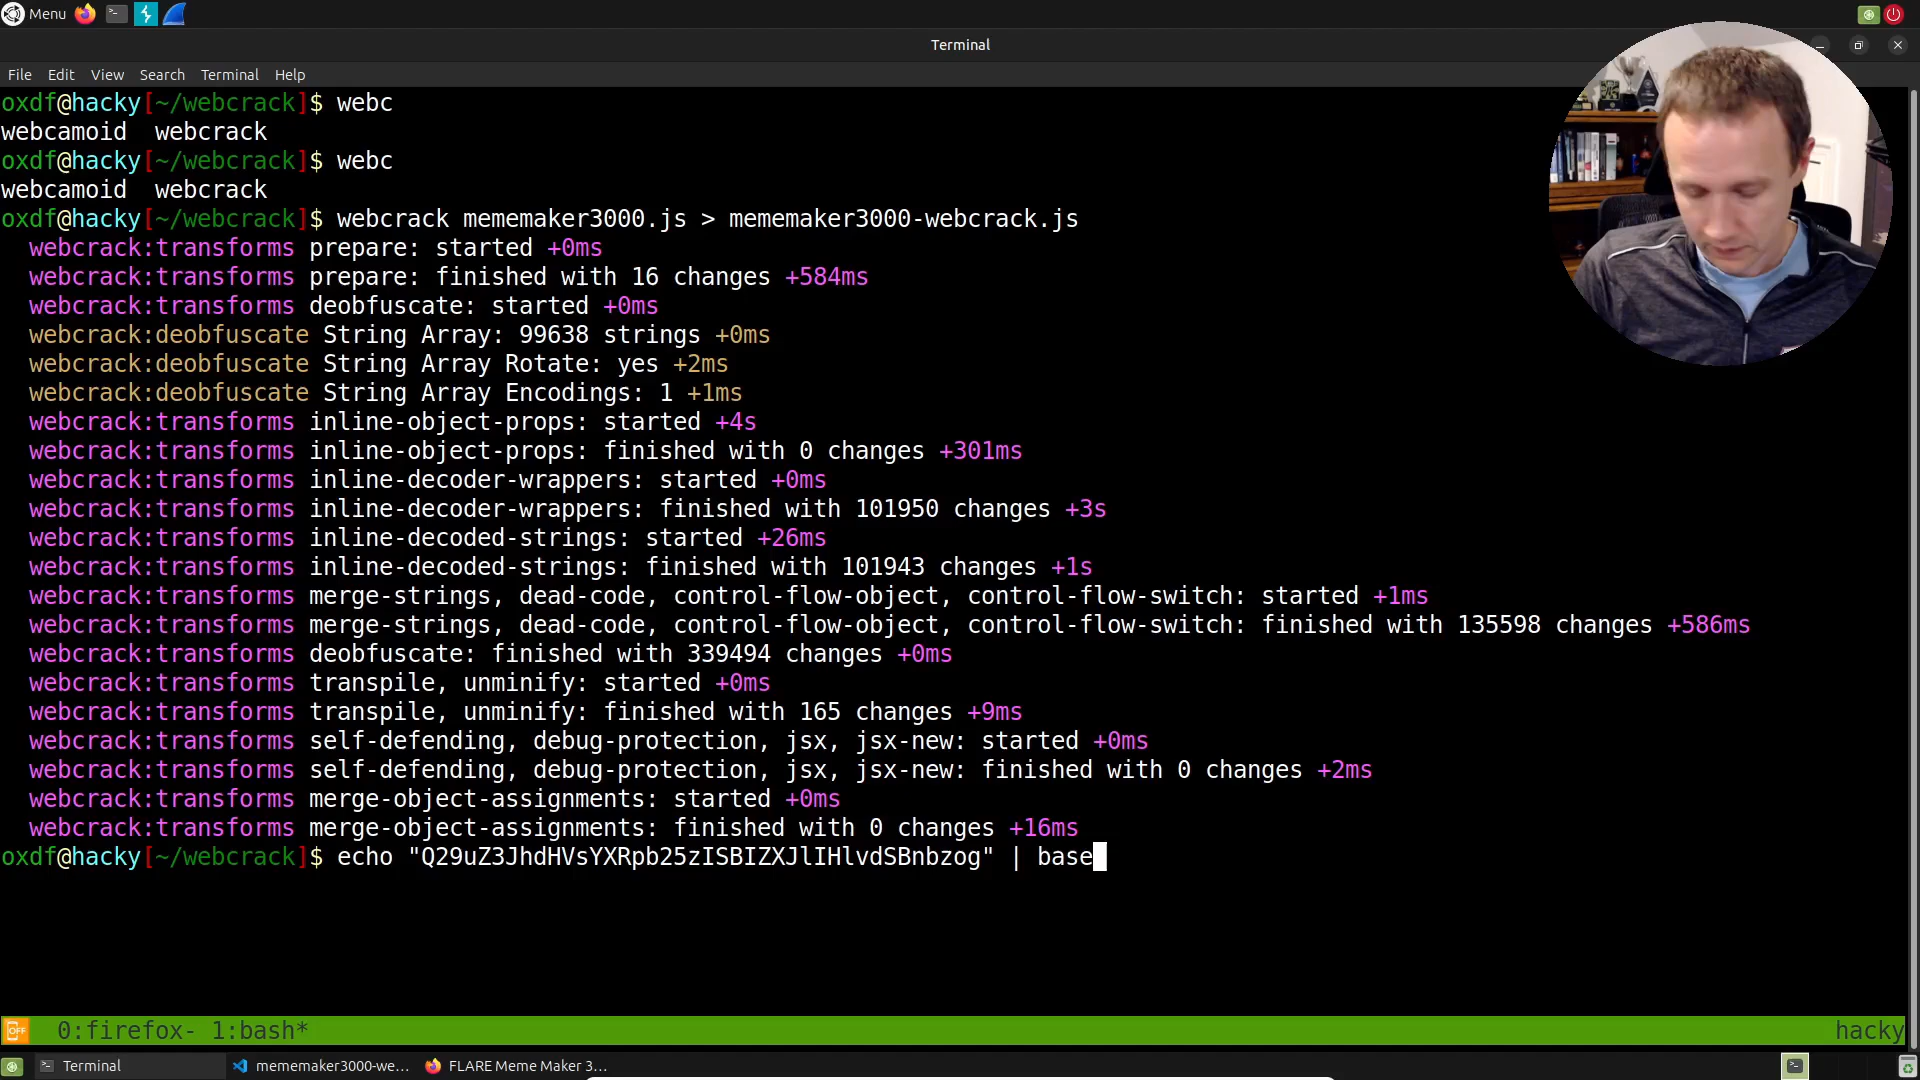 Menu
Terminal
File Edit View Search Terminal Help
oxdf@hacky[~/webcrack]$ webc
webcamoid  webcrack
oxdf@hacky[~/webcrack]$ webc
webcamoid  webcrack
oxdf@hacky[~/webcrack]$ webcrack mememaker3000.js > mememaker3000-webcrack.js
webcrack:transforms prepare: started +0ms
webcrack:transforms prepare: finished with 16 changes +584ms
webcrack:transforms deobfuscate: started +0ms
webcrack:deobfuscate String Array: 99638 strings +0ms
webcrack:deobfuscate String Array Rotate: yes +2ms
webcrack:deobfuscate String Array Encodings: 1 +1ms
webcrack:transforms inline-object-props: started +4s
webcrack:transforms inline-object-props: finished with 0 changes +301ms
webcrack:transforms inline-decoder-wrappers: started +0ms
webcrack:transforms inline-decoder-wrappers: finished with 101950 changes +3s
webcrack:transforms inline-decoded-strings: started +26ms
webcrack:transforms inline-decoded-strings: finished with 101943 changes +1s
webcrack:transforms merge-strings, dead-code, control-flow-object, control-flow-switch: started +1ms
webcrack:transforms merge-strings, dead-code, control-flow-object, control-flow-switch: finished with 135598 changes +586ms
webcrack:transforms deobfuscate: finished with 339494 changes +0ms
webcrack:transforms transpile, unminify: started +0ms
webcrack:transforms transpile, unminify: finished with 165 changes +9ms
webcrack:transforms self-defending, debug-protection, jsx, jsx-new: started +0ms
webcrack:transforms self-defending, debug-protection, jsx, jsx-new: finished with 0 changes +2ms
webcrack:transforms merge-object-assignments: started +0ms
webcrack:transforms merge-object-assignments: finished with 0 changes +16ms
oxdf@hacky[~/webcrack]$ echo "Q29uZ3JhdHVsYXRpb25zISBIZXJlIHlvdSBnbzog" | base
OFF 0:firefox- 1:bash* hacky
Terminal mememaker3000-we... FLARE Meme Maker 3...